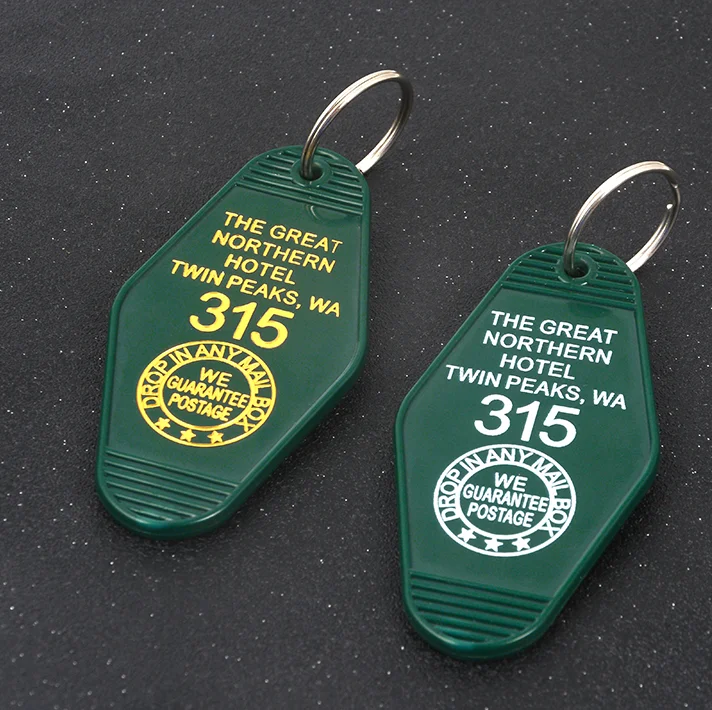 THE GREAT
NORTHERN
HOTEL
TWIN PEAKS, WA
315
DROP IN ANY MAIL BOX
WE
GUARANTEE
POSTAGE
THE GREAT
NORTHERN
HOTEL
TWIN PEAKS, WA
315
DROP IN ANY MAIL BOX
WE
GUARANTEE
POSTAGE